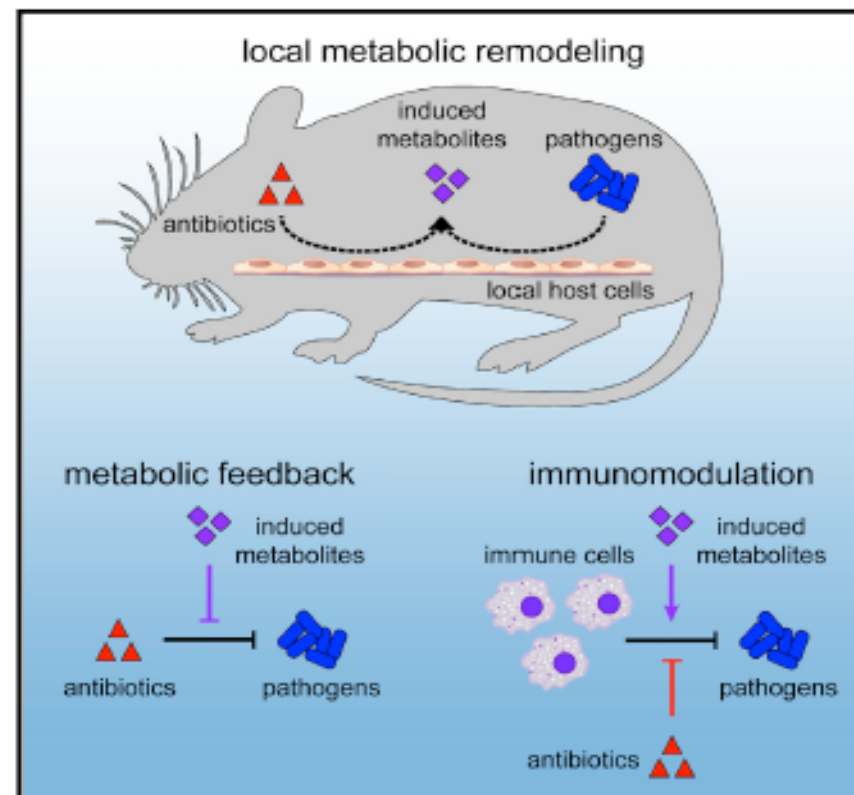 local metabolic remodeling
induced
metabolites
pathogens
antibiotics
local host cells
metabolic feedback
induced
metabolites
antibiotics
pathogens
immunomodulation
induced
metabolites
immune cells
pathogens
antibiotics